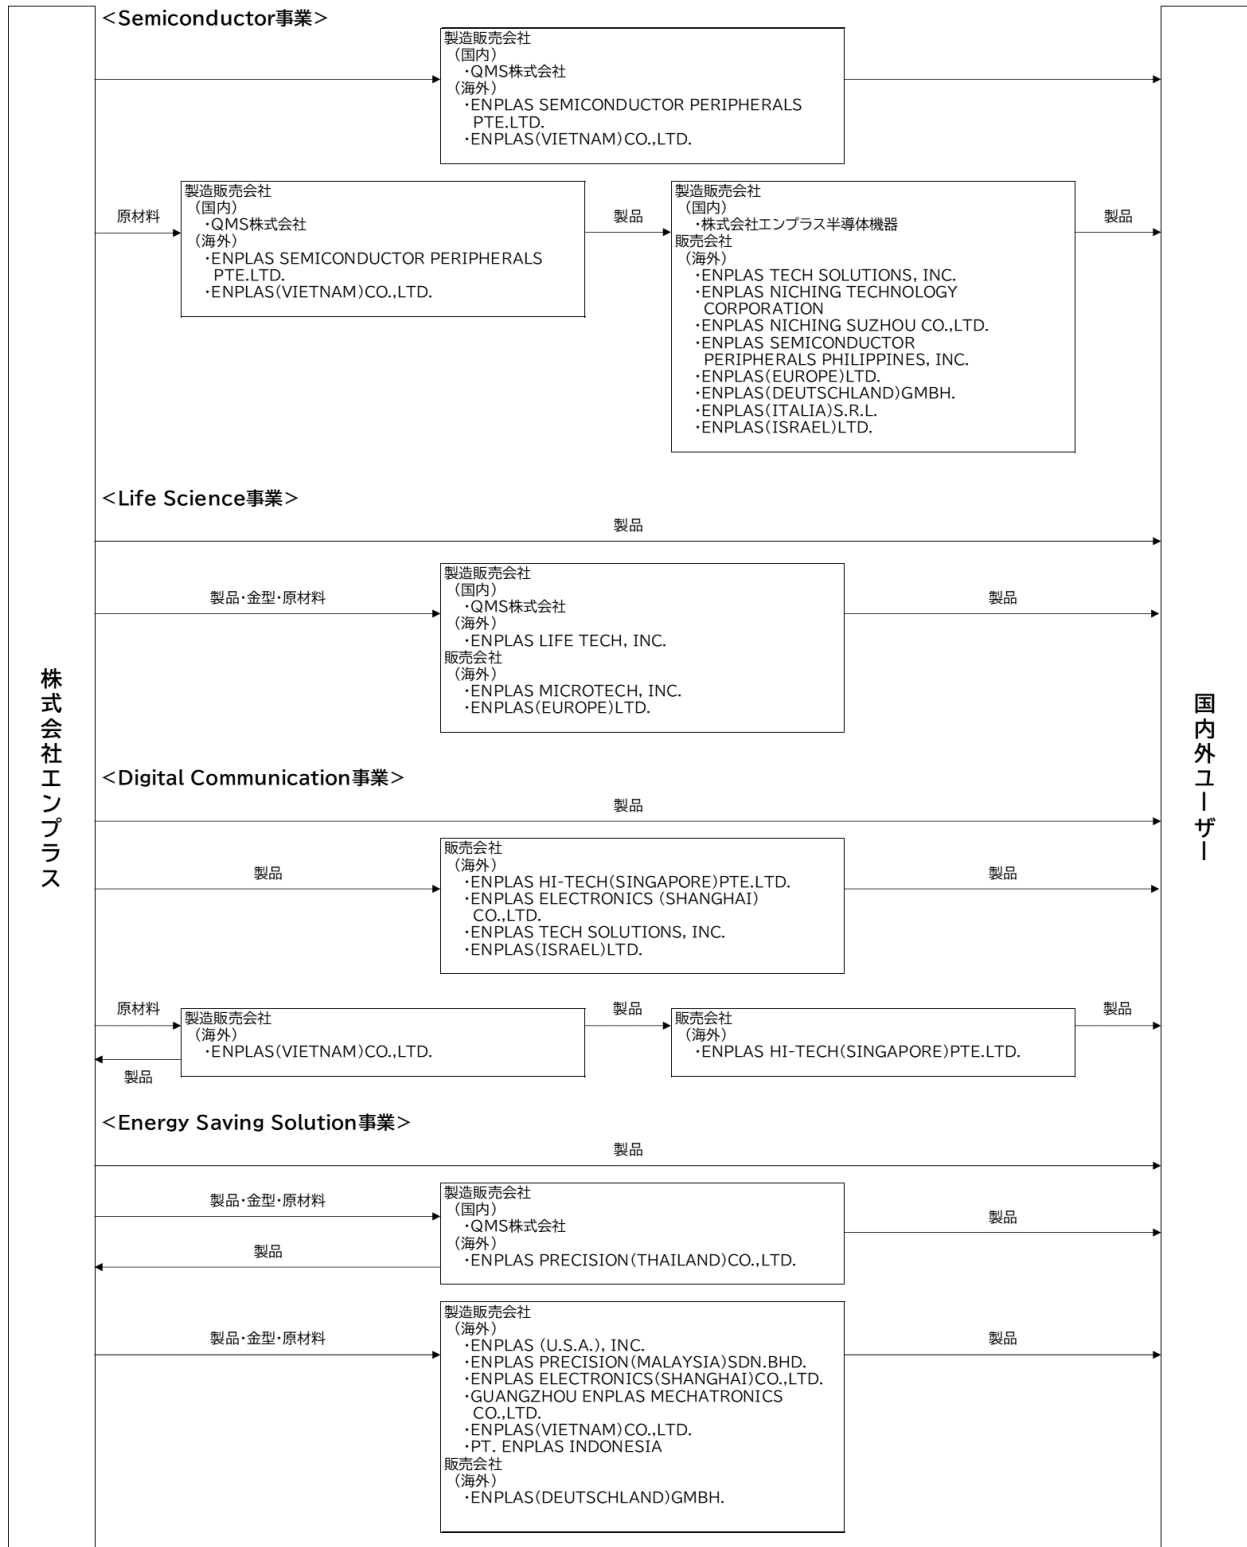 <Semiconductor事業>
製造販売会社
（国内）
・QMS株式会社
（海外）
・ENPLAS SEMICONDUCTOR PERIPHERALS
PTE.LTD.
・ENPLAS(VIETNAM)CO.,LTD.
原材料
製造販売会社
（国内）
・QMS株式会社
（海外）
・ENPLAS SEMICONDUCTOR PERIPHERALS
PTE.LTD.
・ENPLAS(VIETNAM)CO.,LTD.
製品
製造販売会社
（国内）
・株式会社エンプラス半導体機器
販売会社
（海外）
・ENPLAS TECH SOLUTIONS, INC.
・ENPLAS NICHING TECHNOLOGY
CORPORATION
・ENPLAS NICHING SUZHOU CO.,LTD.
・ENPLAS SEMICONDUCTOR
PERIPHERALS PHILIPPINES, INC.
・ENPLAS(EUROPE)LTD.
・ENPLAS(DEUTSCHLAND)GMBH.
・ENPLAS(ITALIA)S.R.L.
・ENPLAS(ISRAEL)LTD.
製品
<Life Science事業>
製品
製品・金型・原材料
製造販売会社
（国内）
・QMS株式会社
（海外）
・ENPLAS LIFE TECH, INC.
販売会社
（海外）
・ENPLAS MICROTECH, INC.
・ENPLAS(EUROPE)LTD.
製品
株式会社エンプラス
国内外ユーザー
<Digital Communication事業>
製品
製品
販売会社
（海外）
・ENPLAS HI-TECH(SINGAPORE)PTE.LTD.
・ENPLAS ELECTRONICS (SHANGHAI)
CO.,LTD.
・ENPLAS TECH SOLUTIONS, INC.
・ENPLAS(ISRAEL)LTD.
製品
原材料
製品
製造販売会社
（海外）
・ENPLAS(VIETNAM)CO.,LTD.
製品
販売会社
（海外）
・ENPLAS HI-TECH(SINGAPORE)PTE.LTD.
製品
<Energy Saving Solution事業>
製品
製品・金型・原材料
製品
製造販売会社
（国内）
・QMS株式会社
（海外）
・ENPLAS PRECISION(THAILAND)CO.,LTD.
製品
製品・金型・原材料
製造販売会社
（海外）
・ENPLAS (U.S.A.), INC.
・ENPLAS PRECISION(MALAYSIA)SDN.BHD.
・ENPLAS ELECTRONICS(SHANGHAI)CO.,LTD.
・GUANGZHOU ENPLAS MECHATRONICS
CO.,LTD.
・ENPLAS(VIETNAM)CO.,LTD.
・PT. ENPLAS INDONESIA
販売会社
（海外）
・ENPLAS(DEUTSCHLAND)GMBH.
製品